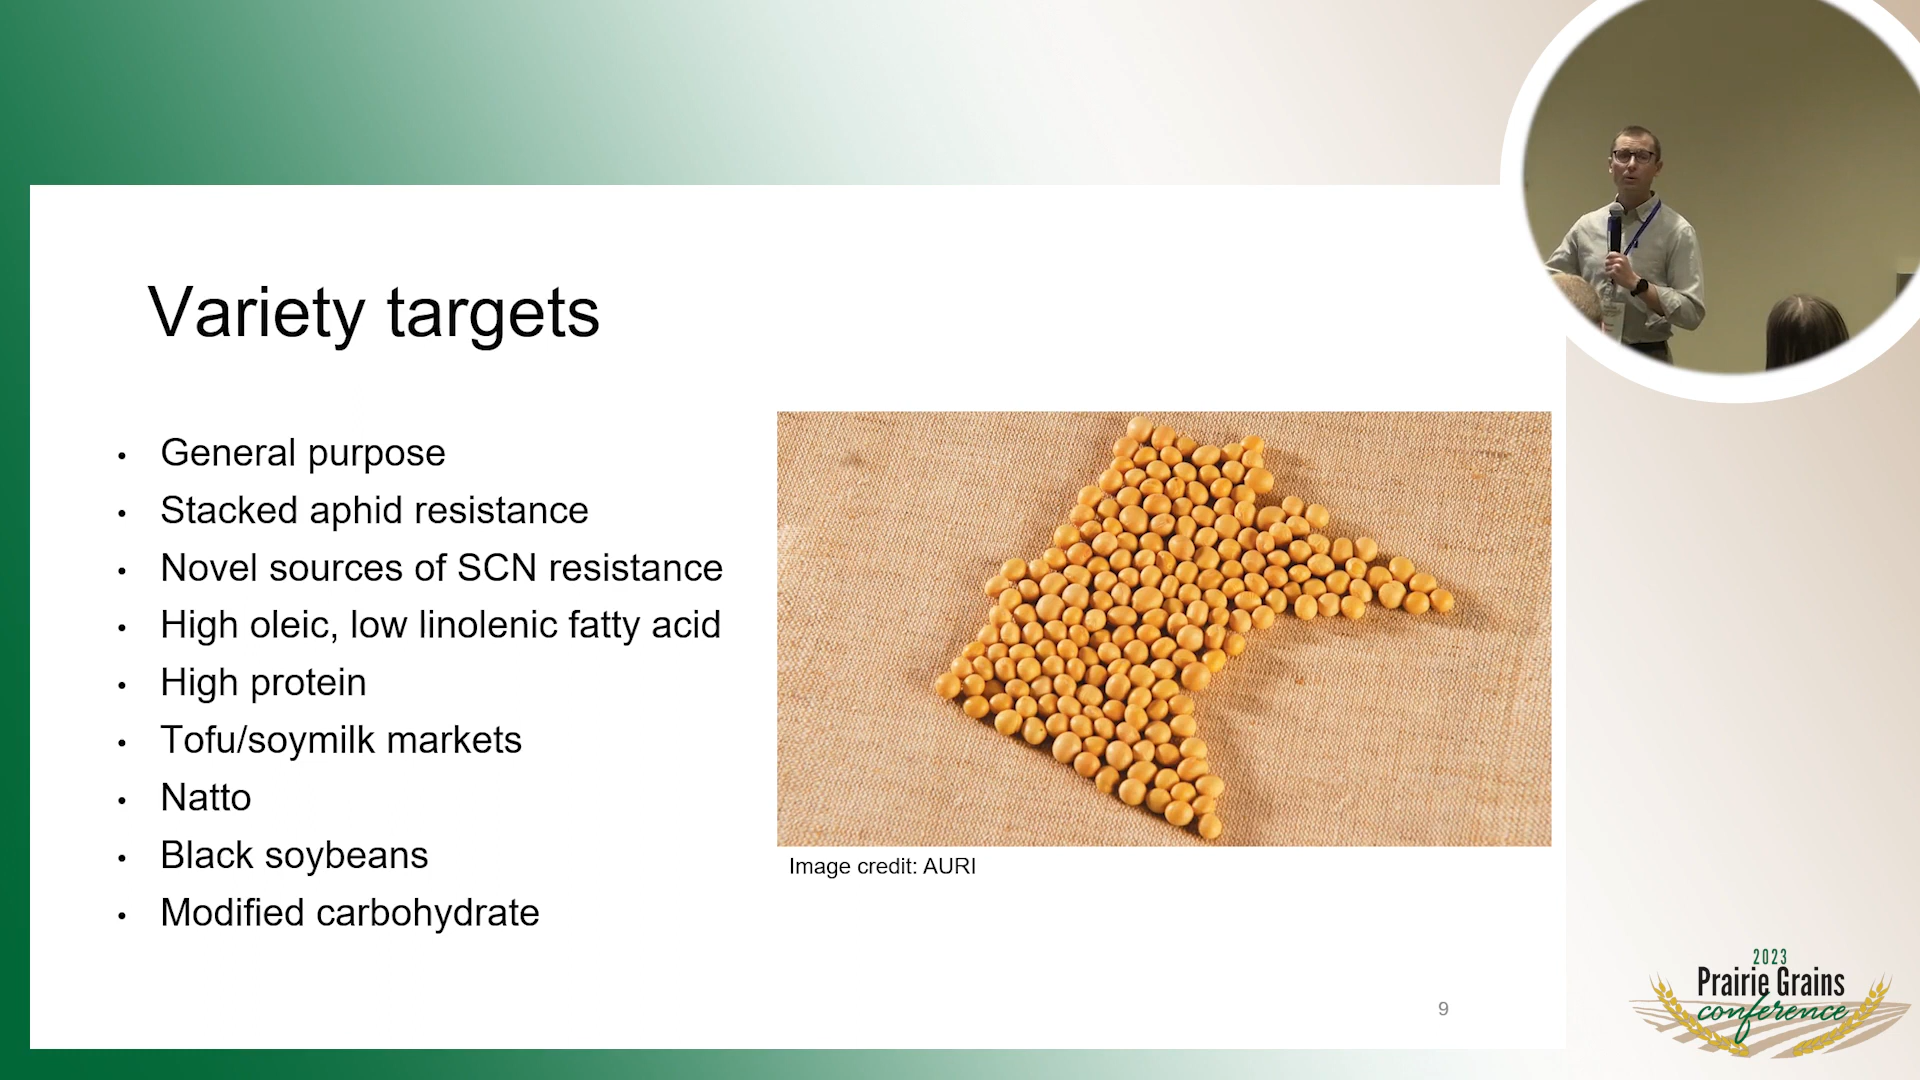 Variety targets
• General purpose
• Stacked aphid resistance
• Novel sources of SCN resistance
• High oleic, low linolenic fatty acid
• High protein
• Tofu/soymilk markets
• Natto
• Black soybeans
• Modified carbohydrate
Image credit: AURI
9
2023
Prairie Grains
conference